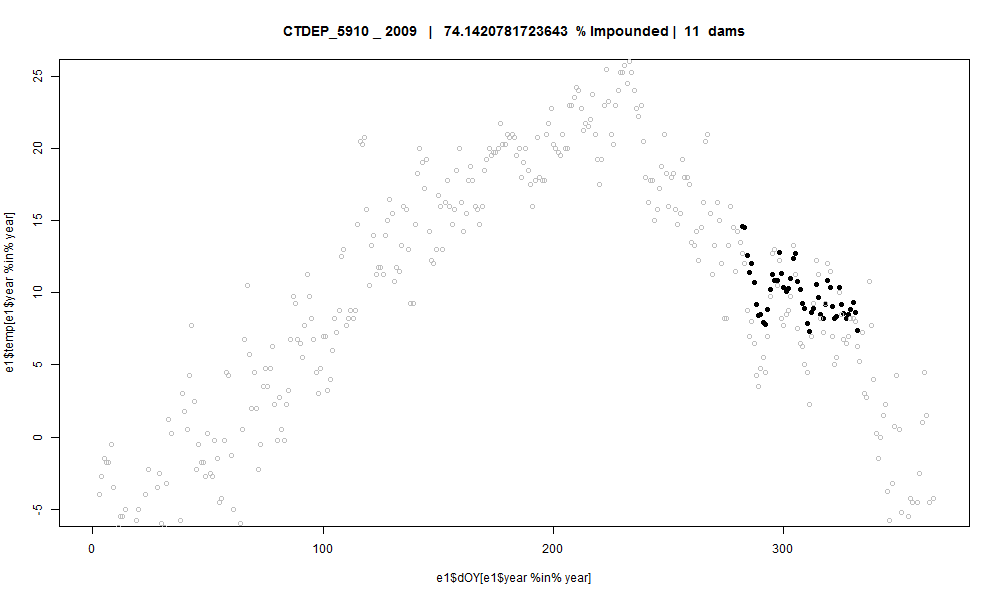 CTDEP_5910 _ 2009 | 74.1420781723643 % Impounded | 11 dams
e1$temp[e1$year %in% year]
25
20
15
10
5
0
-5
0 100 200 300
e1$dOY[e1$year %in% year]